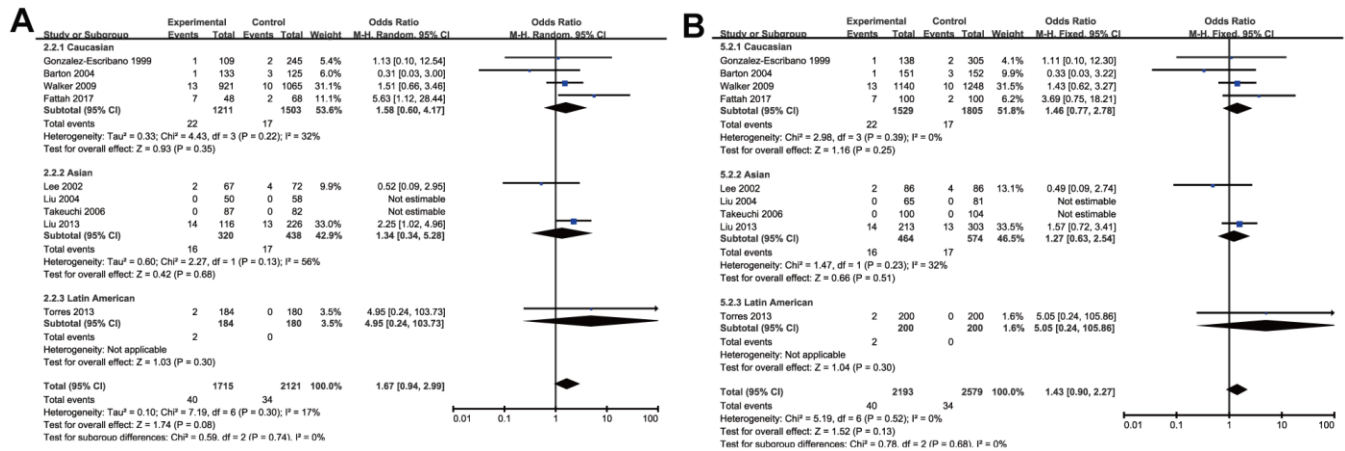 A
Experimental Control Odds Ratio Odds Ratio
Study or Subgroup Events Total Events Total Weight M-H. Random. 95% CI M-H. Random. 95% CI
2.2.1 Caucasian
Gonzalez-Escribano 1999 1 109 2 245 5.4% 1.13 [0.10, 12.54]
Barton 2004 1 133 3 125 6.0% 0.31 [0.03, 3.00]
Walker 2009 13 921 10 1065 31.1% 1.51 [0.66, 3.46]
Fattah 2017 7 48 2 68 11.1% 5.63 [1.12, 28.44]
Subtotal (95% CI) 1211 1503 53.6% 1.58 [0.60, 4.17]
Total events 22 17
Heterogeneity: Tau² = 0.33; Chi² = 4.43, df = 3 (P = 0.22); I² = 32%
Test for overall effect: Z = 0.93 (P = 0.35)
2.2.2 Asian
Lee 2002 2 67 4 72 9.9% 0.52 [0.09, 2.95]
Liu 2004 0 50 0 58 Not estimable
Takeuchi 2006 0 87 0 82 Not estimable
Liu 2013 14 116 13 226 33.0% 2.25 [1.02, 4.96]
Subtotal (95% CI) 320 438 42.9% 1.34 [0.34, 5.28]
Total events 16 17
Heterogeneity: Tau² = 0.60; Chi² = 2.27, df = 1 (P = 0.13); I² = 56%
Test for overall effect: Z = 0.42 (P = 0.68)
2.2.3 Latin American
Torres 2013 2 184 0 180 3.5% 4.95 [0.24, 103.73]
Subtotal (95% CI) 184 180 3.5% 4.95 [0.24, 103.73]
Total events 2 0
Heterogeneity: Not applicable
Test for overall effect: Z = 1.03 (P = 0.30)
Total (95% CI) 1715 2121 100.0% 1.67 [0.94, 2.99]
Total events 40 34
Heterogeneity: Tau² = 0.10; Chi² = 7.19, df = 6 (P = 0.30); I² = 17%
Test for overall effect: Z = 1.74 (P = 0.08)
Test for subgroup differences: Chi² = 0.59, df = 2 (P = 0.74), I² = 0%
0.01 0.1 1 10 100
B
Experimental Control Odds Ratio Odds Ratio
Study or Subgroup Events Total Events Total Weight M-H. Fixed. 95% CI M-H. Fixed. 95% CI
5.2.1 Caucasian
Gonzalez-Escribano 1999 1 138 2 305 4.1% 1.11 [0.10, 12.30]
Barton 2004 1 151 3 152 9.9% 0.33 [0.03, 3.22]
Walker 2009 13 1140 10 1248 31.5% 1.43 [0.62, 3.27]
Fattah 2017 7 100 2 100 6.2% 3.69 [0.75, 18.21]
Subtotal (95% CI) 1529 1805 51.8% 1.46 [0.77, 2.78]
Total events 22 17
Heterogeneity: Chi² = 2.98, df = 3 (P = 0.39); I² = 0%
Test for overall effect: Z = 1.16 (P = 0.25)
5.2.2 Asian
Lee 2002 2 86 4 86 13.1% 0.49 [0.09, 2.74]
Liu 2004 0 65 0 81 Not estimable
Takeuchi 2006 0 100 0 104 Not estimable
Liu 2013 14 213 13 303 33.5% 1.57 [0.72, 3.41]
Subtotal (95% CI) 464 574 46.5% 1.27 [0.63, 2.54]
Total events 16 17
Heterogeneity: Chi² = 1.47, df = 1 (P = 0.23); I² = 32%
Test for overall effect: Z = 0.66 (P = 0.51)
5.2.3 Latin American
Torres 2013 2 200 0 200 1.6% 5.05 [0.24, 105.86]
Subtotal (95% CI) 200 200 1.6% 5.05 [0.24, 105.86]
Total events 2 0
Heterogeneity: Not applicable
Test for overall effect: Z = 1.04 (P = 0.30)
Total (95% CI) 2193 2579 100.0% 1.43 [0.90, 2.27]
Total events 40 34
Heterogeneity: Chi² = 5.19, df = 6 (P = 0.52); I² = 0%
Test for overall effect: Z = 1.52 (P = 0.13)
Test for subgroup differences: Chi² = 0.78, df = 2 (P = 0.68), I² = 0%
0.01 0.1 1 10 100